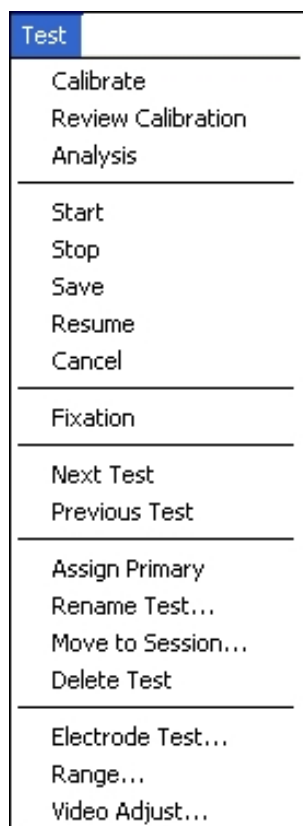 Test
Calibrate
Review Calibration
Analysis
Start
Stop
Save
Resume
Cancel
Fixation
Next Test
Previous Test
Assign Primary
Rename Test...
Move to Session...
Delete Test
Electrode Test...
Range...
Video Adjust...